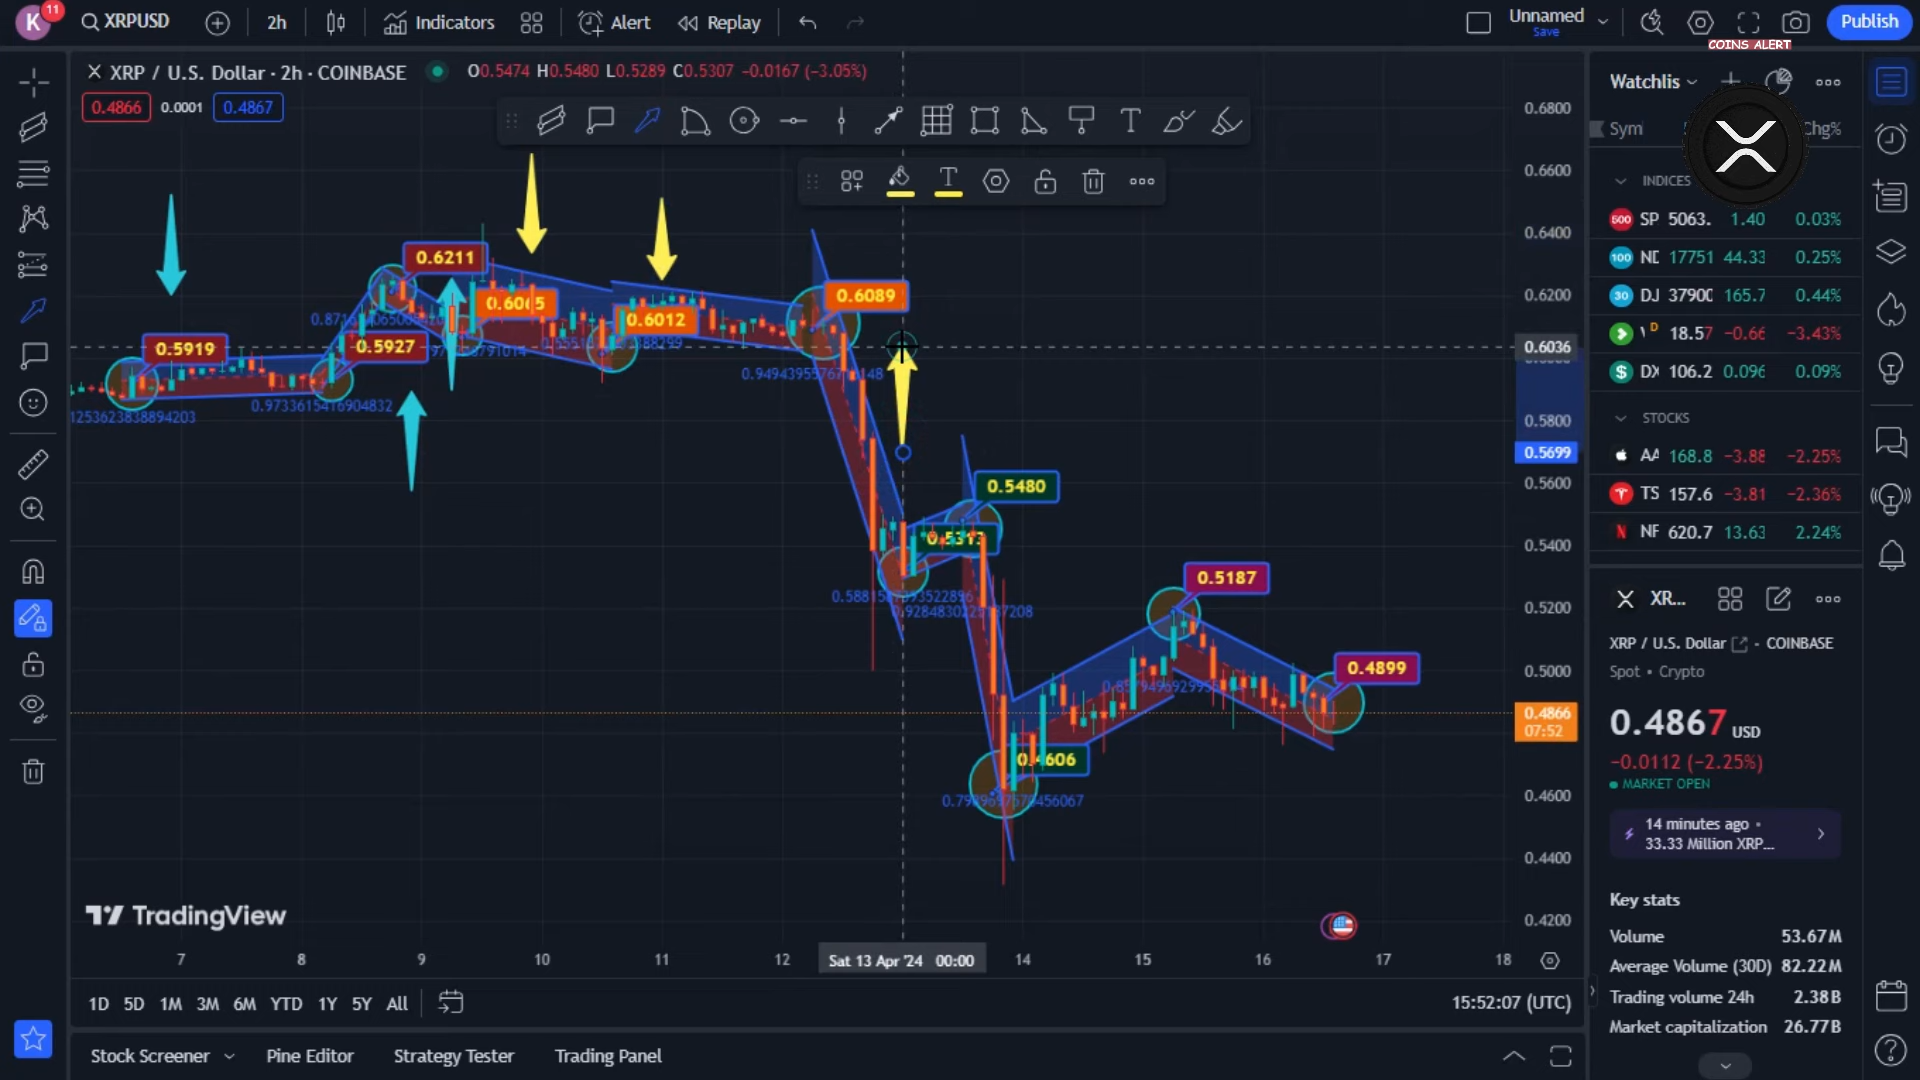 K
11
XRPUSD
2h
Indicators
Alert
Replay
Unnamed
Save
Publish
COINS ALERT
XRP / U.S. Dollar · 2h · COINBASE
O0.5474 H0.5480 L0.5289 C0.5307 −0.0167 (−3.05%)
0.4866
0.0001
0.4867
T
T
0.6211
0.6089
0.6012
0.5919
0.5927
0.9733615416904832
1253623838894203
0.5480
0.5187
0.4899
0.6800
0.6600
0.6400
0.6200
0.6036
0.5800
0.5699
0.5600
0.5400
0.5200
0.5000
0.4866
07:52
0.4600
0.4400
0.4200
TradingView
7
8
9
10
11
12
Sat 13 Apr '24 00:00
14
15
16
17
18
1D 5D 1M 3M 6M YTD 1Y 5Y All
15:52:07 (UTC)
Stock Screener
Pine Editor
Strategy Tester
Trading Panel
Watchlis
Sym
Chg%
INDICES
500 SP 5063. 1.40 0.03%
100 NE 17751 44.33 0.25%
30 DJ 37900 165.7 0.44%
D 18.57 −0.66 −3.43%
DX 106.2 0.096 0.09%
STOCKS
AA 168.8 −3.88 −2.25%
TS 157.6 −3.81 −2.36%
NF 620.7 13.63 2.24%
XR...
XRP / U.S. Dollar · COINBASE
Spot • Crypto
0.4867 USD
−0.0112 (−2.25%)
MARKET OPEN
14 minutes ago •
33.33 Million XRP...
Key stats
Volume 53.67M
Average Volume (30D) 82.22M
Trading volume 24h 2.38B
Market capitalization 26.77B